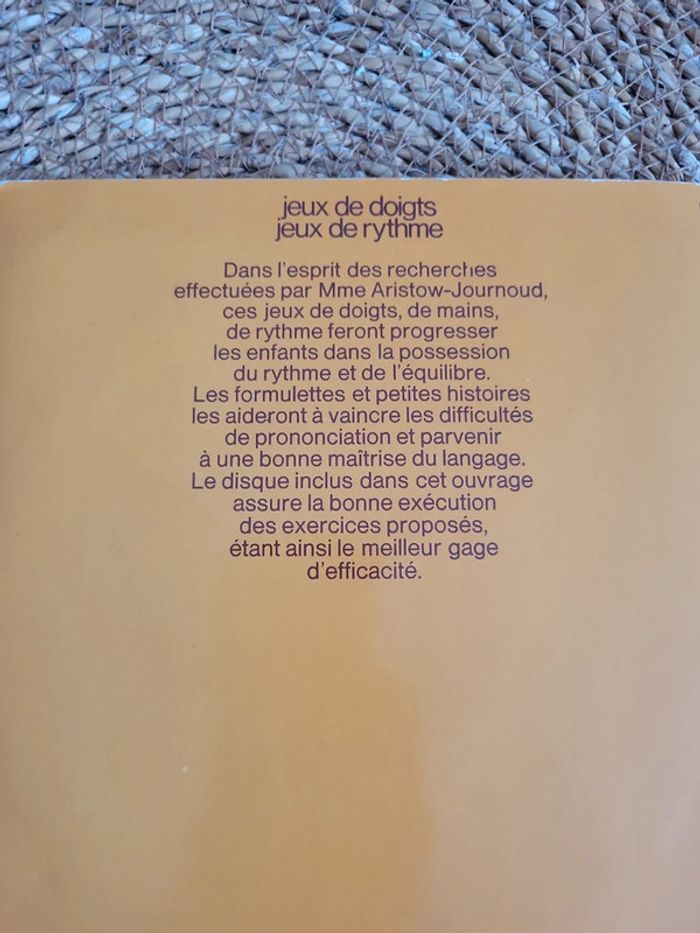 jeux de doigts
jeux de rythme
Dans l'esprit des recherches
effectuées par Mme Aristow-Journoud,
ces jeux de doigts, de mains,
de rythme feront progresser
les enfants dans la possession
du rythme et de l'équilibre.
Les formulettes et petites histoires
les aideront à vaincre les difficultés
de prononciation et parvenir
à une bonne maîtrise du langage.
Le disque inclus dans cet ouvrage
assure la bonne exécution
des exercices proposés,
étant ainsi le meilleur gage
d'efficacité.